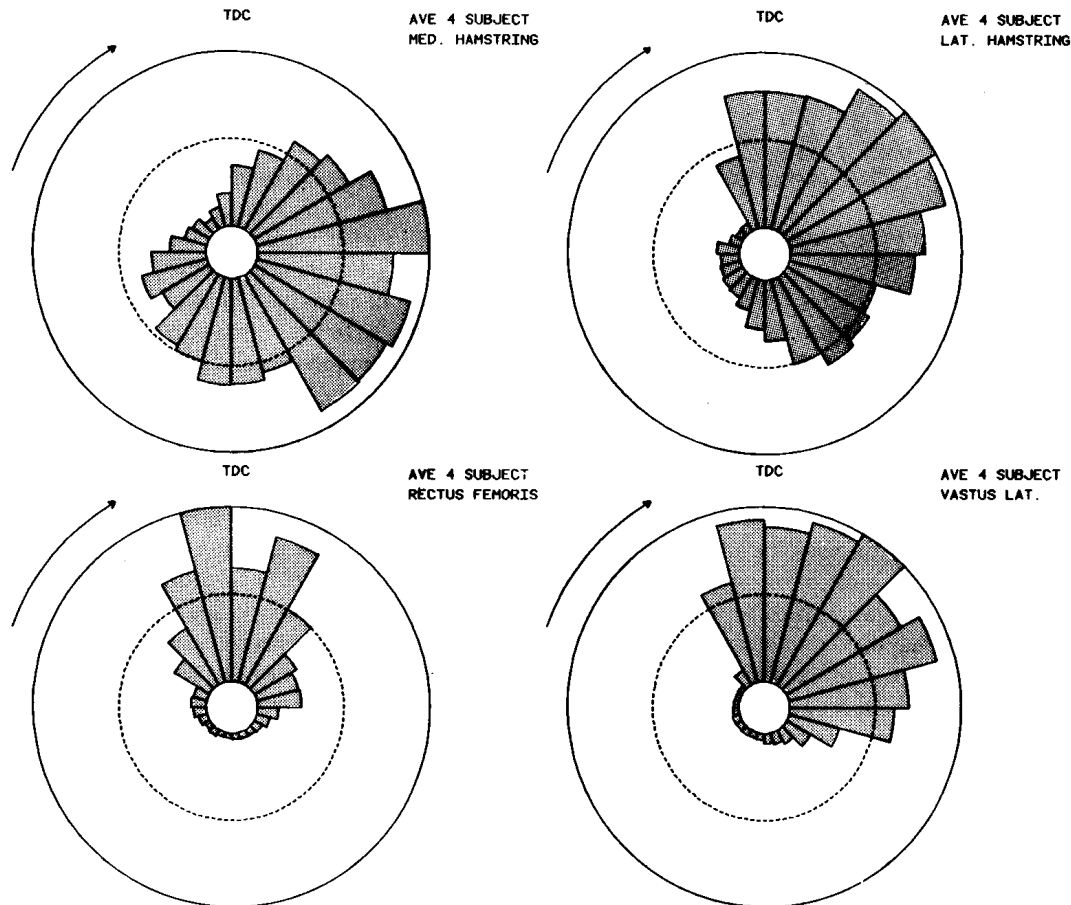 TDC
AVE 4 SUBJECT
MED. HAMSTRING
TDC
AVE 4 SUBJECT
LAT. HAMSTRING
TDC
AVE 4 SUBJECT
RECTUS FEMORIS
TDC
AVE 4 SUBJECT
VASTUS LAT.